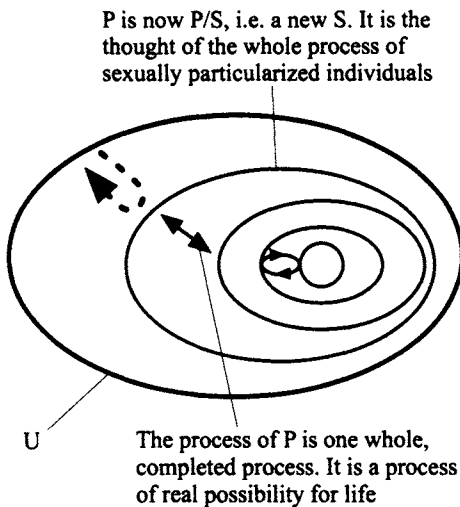 P is now P/S, i.e. a new S. It is the
thought of the whole process of
sexually particularized individuals
U
The process of P is one whole,
completed process. It is a process
of real possibility for life